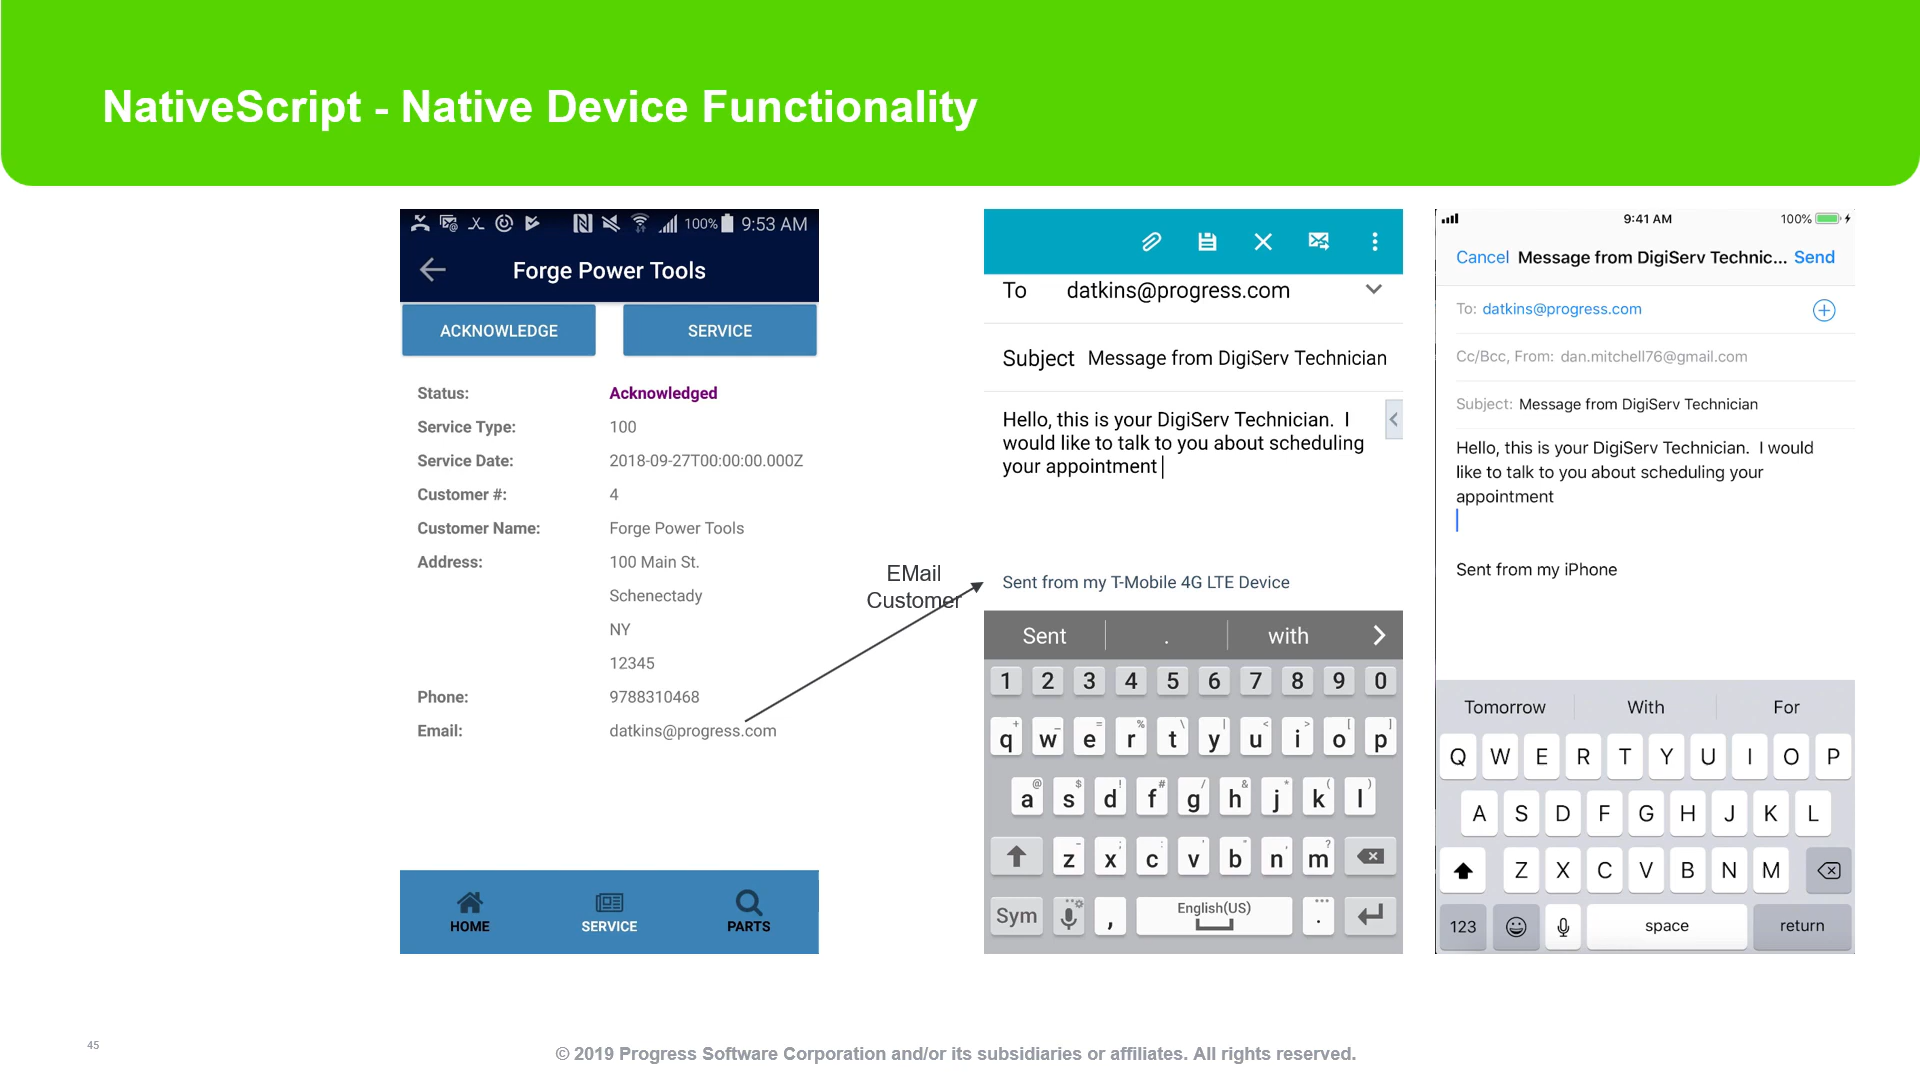 NativeScript - Native Device Functionality
100% 9:53 AM
Forge Power Tools
ACKNOWLEDGE SERVICE
Status: Acknowledged
Service Type: 100
Service Date: 2018-09-27T00:00:00.000Z
Customer #: 4
Customer Name: Forge Power Tools
Address: 100 Main St.
Schenectady
NY
12345
Phone: 9788310468
Email: datkins@progress.com
HOME SERVICE PARTS
EMail
Customer
To datkins@progress.com
Subject Message from DigiServ Technician
Hello, this is your DigiServ Technician. I
would like to talk to you about scheduling
your appointment
Sent from my T-Mobile 4G LTE Device
Sent . with
1 2 3 4 5 6 7 8 9 0
q w e r t y u i o p
a s d f g h j k l
z x c v b n m
Sym , English(US) .
9:41 AM 100%
Cancel Message from DigiServ Technic... Send
To: datkins@progress.com
Cc/Bcc, From: dan.mitchell76@gmail.com
Subject: Message from DigiServ Technician
Hello, this is your DigiServ Technician. I would
like to talk to you about scheduling your
appointment
Sent from my iPhone
Tomorrow With For
Q W E R T Y U I O P
A S D F G H J K L
Z X C V B N M
123 space return
45
© 2019 Progress Software Corporation and/or its subsidiaries or affiliates. All rights reserved.